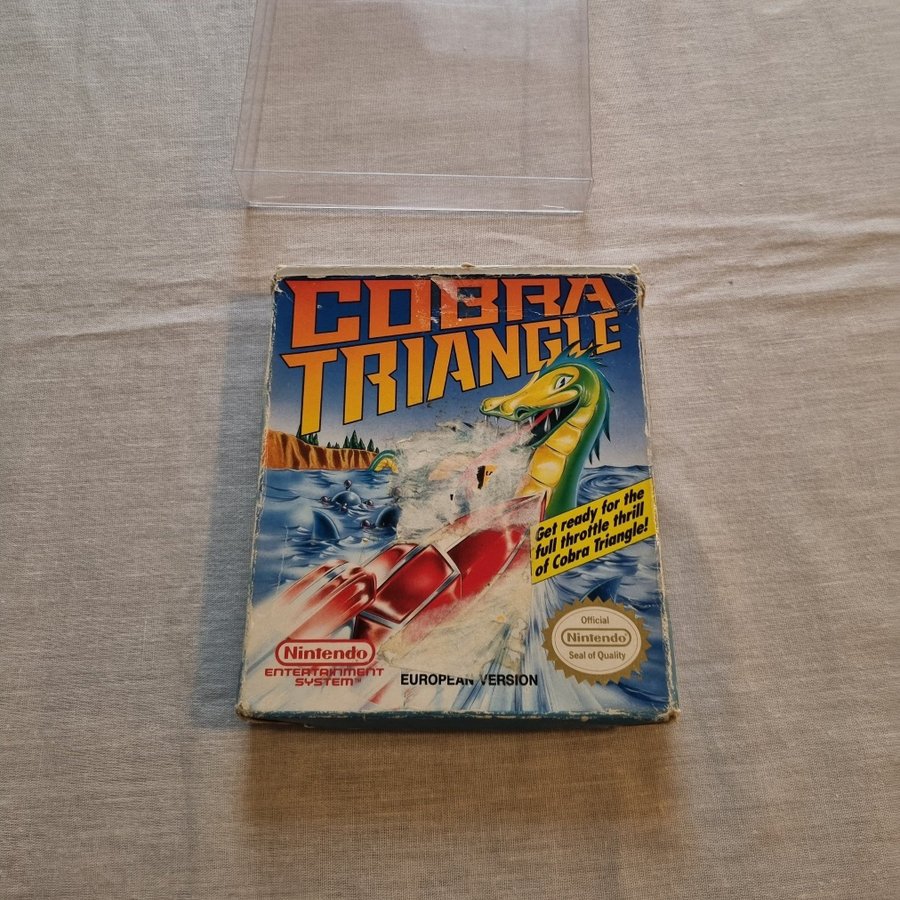 COBRA
TRIANGLE
Get ready for the
full throttle thrill
of Cobra Triangle!
Official
Nintendo
Seal of Quality
Nintendo
ENTERTAINMENT
SYSTEM™
EUROPEAN VERSION